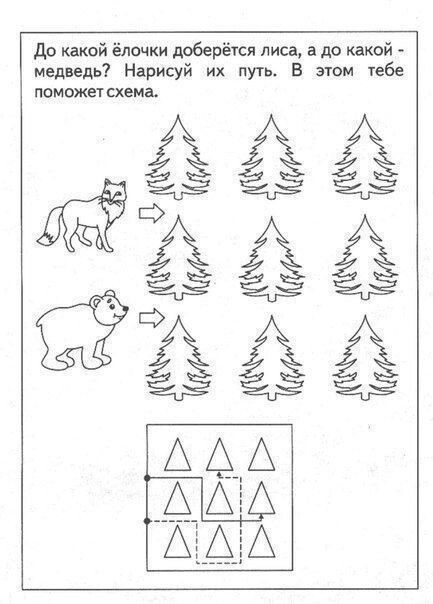 До какой ёлочки доберётся лиса, а до какой -
медведь? Нарисуй их путь. В этом тебе
поможет схема.